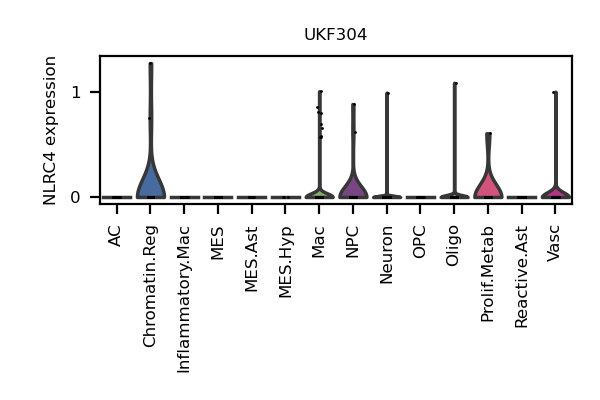 UKF304
NLRC4 expression
1
0
AC
Chromatin.Reg
Inflammatory.Mac
MES
MES.Ast
MES.Hyp
Mac
NPC
Neuron
OPC
Oligo
Prolif.Metab
Reactive.Ast
Vasc